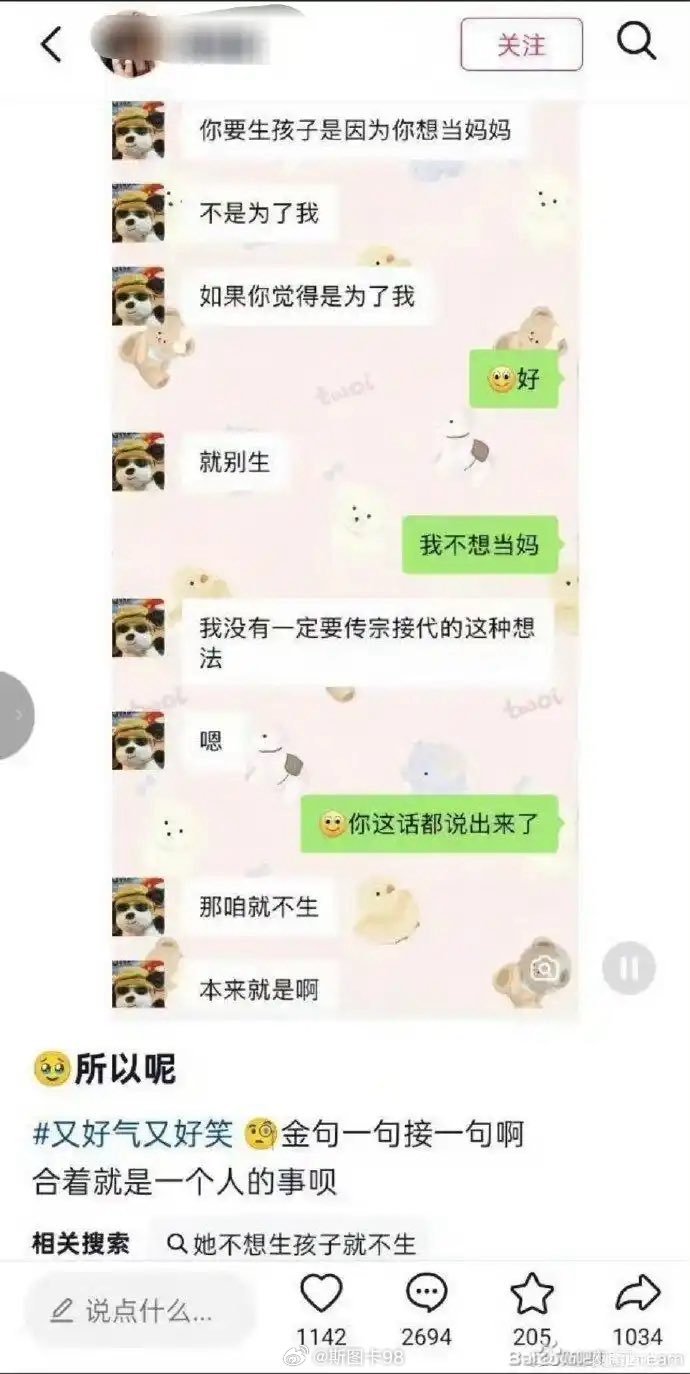 关注
你要生孩子是因为你想当妈妈
不是为了我
如果你觉得是为了我
好
就别生
我不想当妈
我没有一定要传宗接代的这种想
法
嗯
你这话都说出来了
那咱就不生
本来就是啊
所以呢
#又好气又好笑 金句一句接一句啊
合着就是一个人的事呗
相关搜索 她不想生孩子就不生
说点什么...
1142
2694
205
1034
@斯图卡98